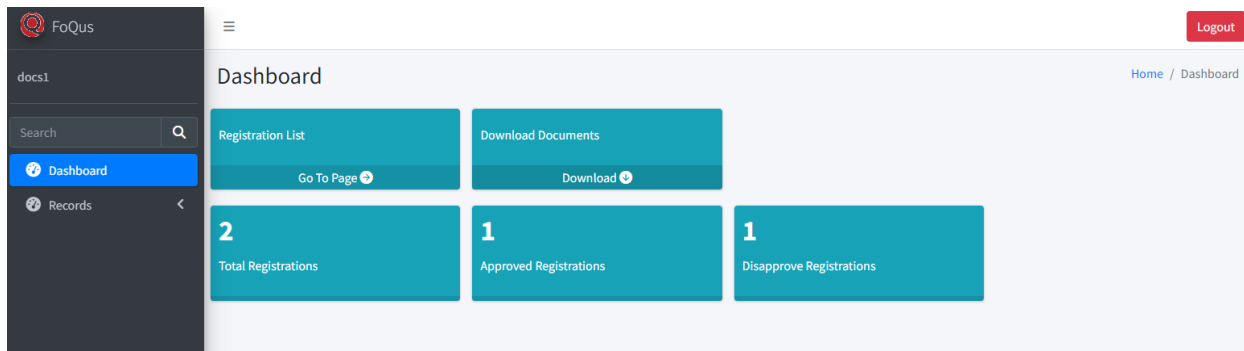 FoQus
Logout
docs1
Dashboard
Home / Dashboard
Search
Dashboard
Records
Registration List
Download Documents
Go To Page
Download
2
1
1
Total Registrations
Approved Registrations
Disapprove Registrations